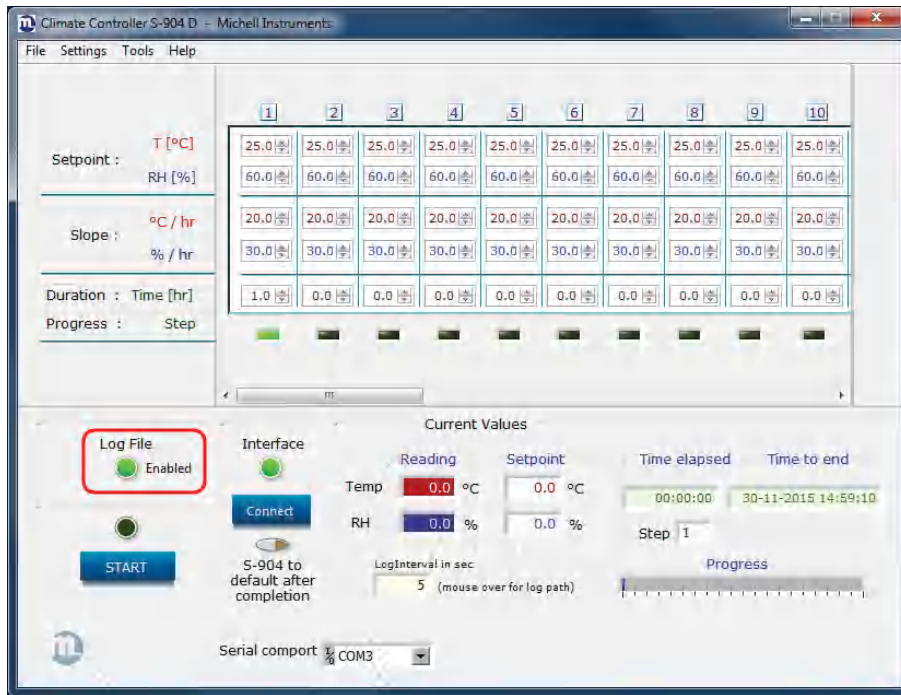 Climate Controller S-904 D - Michell Instruments
File Settings Tools Help
1 2 3 4 5 6 7 8 9 10
Setpoint : T [ºC] 25.0 25.0 25.0 25.0 25.0 25.0 25.0 25.0 25.0 25.0
RH [%] 60.0 60.0 60.0 60.0 60.0 60.0 60.0 60.0 60.0 60.0
Slope : ºC / hr 20.0 20.0 20.0 20.0 20.0 20.0 20.0 20.0 20.0 20.0
% / hr 30.0 30.0 30.0 30.0 30.0 30.0 30.0 30.0 30.0 30.0
Duration : Time [hr] 1.0 0.0 0.0 0.0 0.0 0.0 0.0 0.0 0.0 0.0
Progress : Step
Log File
Enabled
START
Interface
Connect
S-904 to
default after
completion
Serial comport COM3
Current Values
Reading Setpoint
Temp 0.0 ºC 0.0 ºC
RH 0.0 % 0.0 %
LogInterval in sec
5 (mouse over for log path)
Time elapsed Time to end
00:00:00 30-11-2015 14:59:10
Step 1
Progress